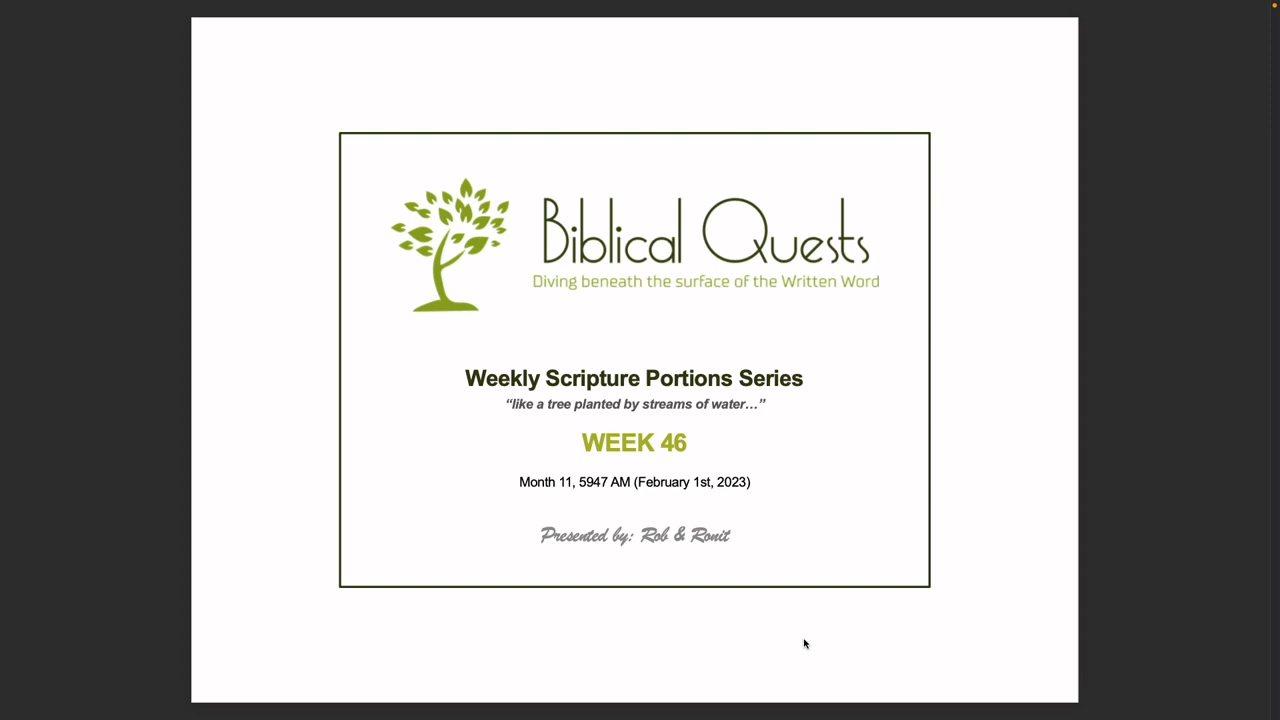 Biblical Quests
Diving beneath the surface of the Written Word
Weekly Scripture Portions Series
“like a tree planted by streams of water…”
WEEK 46
Month 11, 5947 AM (February 1st, 2023)
Presented by: Rob & Ronit